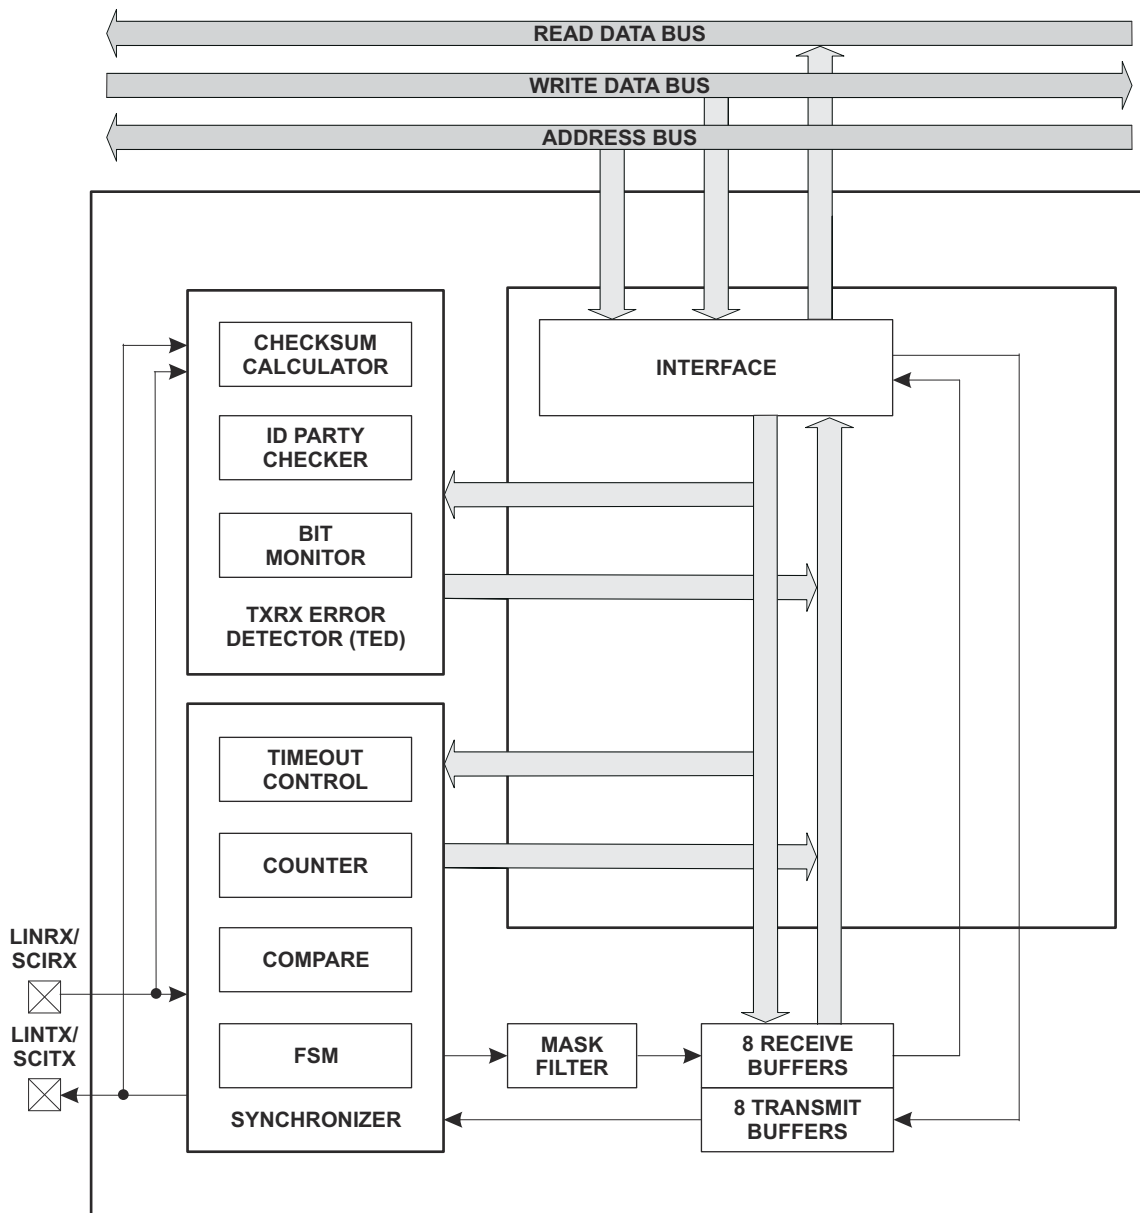 READ DATA BUS
WRITE DATA BUS
ADDRESS BUS
CHECKSUM
CALCULATOR
INTERFACE
ID PARTY
CHECKER
BIT
MONITOR
TXRX ERROR
DETECTOR (TED)
TIMEOUT
CONTROL
COUNTER
COMPARE
LINRX/
SCIRX
LINTX/
SCITX
FSM
SYNCHRONIZER
MASK
FILTER
8 RECEIVE
BUFFERS
8 TRANSMIT
BUFFERS